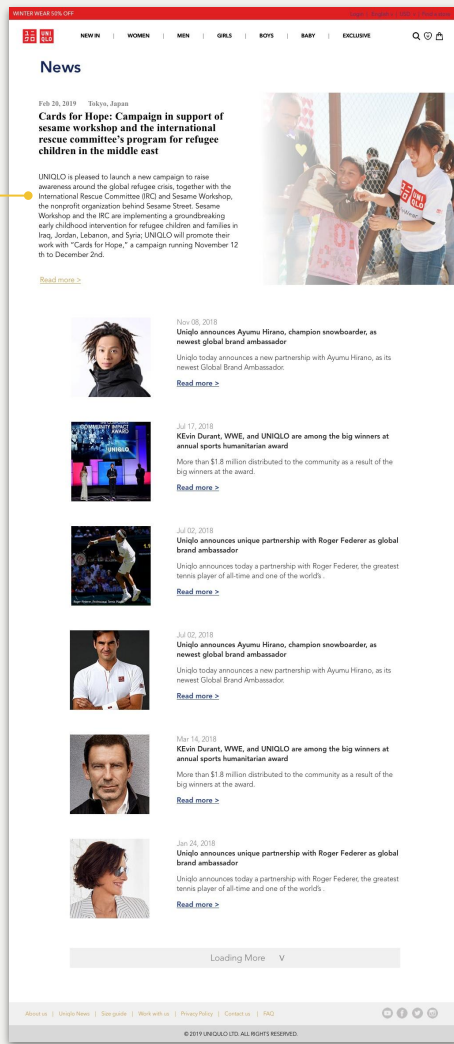 WINTER WEAR 50% OFF
UNI
QLO
NEW IN | WOMEN | MEN | GIRLS | BOYS | BABY | EXCLUSIVE
News
Feb 20, 2019 Tokyo, Japan
Cards for Hope: Campaign in support of
sesame workshop and the international
rescue committee's program for refugee
children in the middle east
UNIQLO is pleased to launch a new campaign to raise
awareness around the global refugee crisis, together with the
International Rescue Committee (IRC) and Sesame Workshop,
the nonprofit organization behind Sesame Street. Sesame
Workshop and the IRC are implementing a groundbreaking
early childhood intervention for refugee children and families in
Iraq, Jordan, Lebanon, and Syria; UNIQLO will promote their
work with "Cards for Hope," a campaign running November 12
th to December 2nd.
Read more >
Nov 08, 2018
Uniqlo announces Ayumu Hirano, champion snowboarder, as
newest global brand ambassador
Uniqlo today announces a new partnership with Ayumu Hirano, as its
newest Global Brand Ambassador.
Read more >
COMMUNITY IMPACT
AWARD
UNIQLO
Jul 17, 2018
KEvin Durant, WWE, and UNIQLO are among the big winners at
annual sports humanitarian award
More than $1.8 million distributed to the community as a result of the
big winners at the award.
Read more >
Jul 02, 2018
Uniqlo announces unique partnership with Roger Federer as global
brand ambassador
Uniqlo announces today a partnership with Roger Federer, the greatest
tennis player of all-time and one of the world's .
Read more >
Jul 02, 2018
Uniqlo announces Ayumu Hirano, champion snowboarder, as
newest global brand ambassador
Uniqlo today announces a new partnership with Ayumu Hirano, as its
newest Global Brand Ambassador.
Read more >
Mar 14, 2018
KEvin Durant, WWE, and UNIQLO are among the big winners at
annual sports humanitarian award
More than $1.8 million distributed to the community as a result of the
big winners at the award.
Read more >
Jan 24, 2018
Uniqlo announces unique partnership with Roger Federer as global
brand ambassador
Uniqlo announces today a partnership with Roger Federer, the greatest
tennis player of all-time and one of the world's .
Read more >
Loading More V
About us | Uniqlo News | Size guide | Work with us | Privacy Policy | Contact us | FAQ
© 2019 UNIQULO LTD. ALL RIGHTS RESERVED.